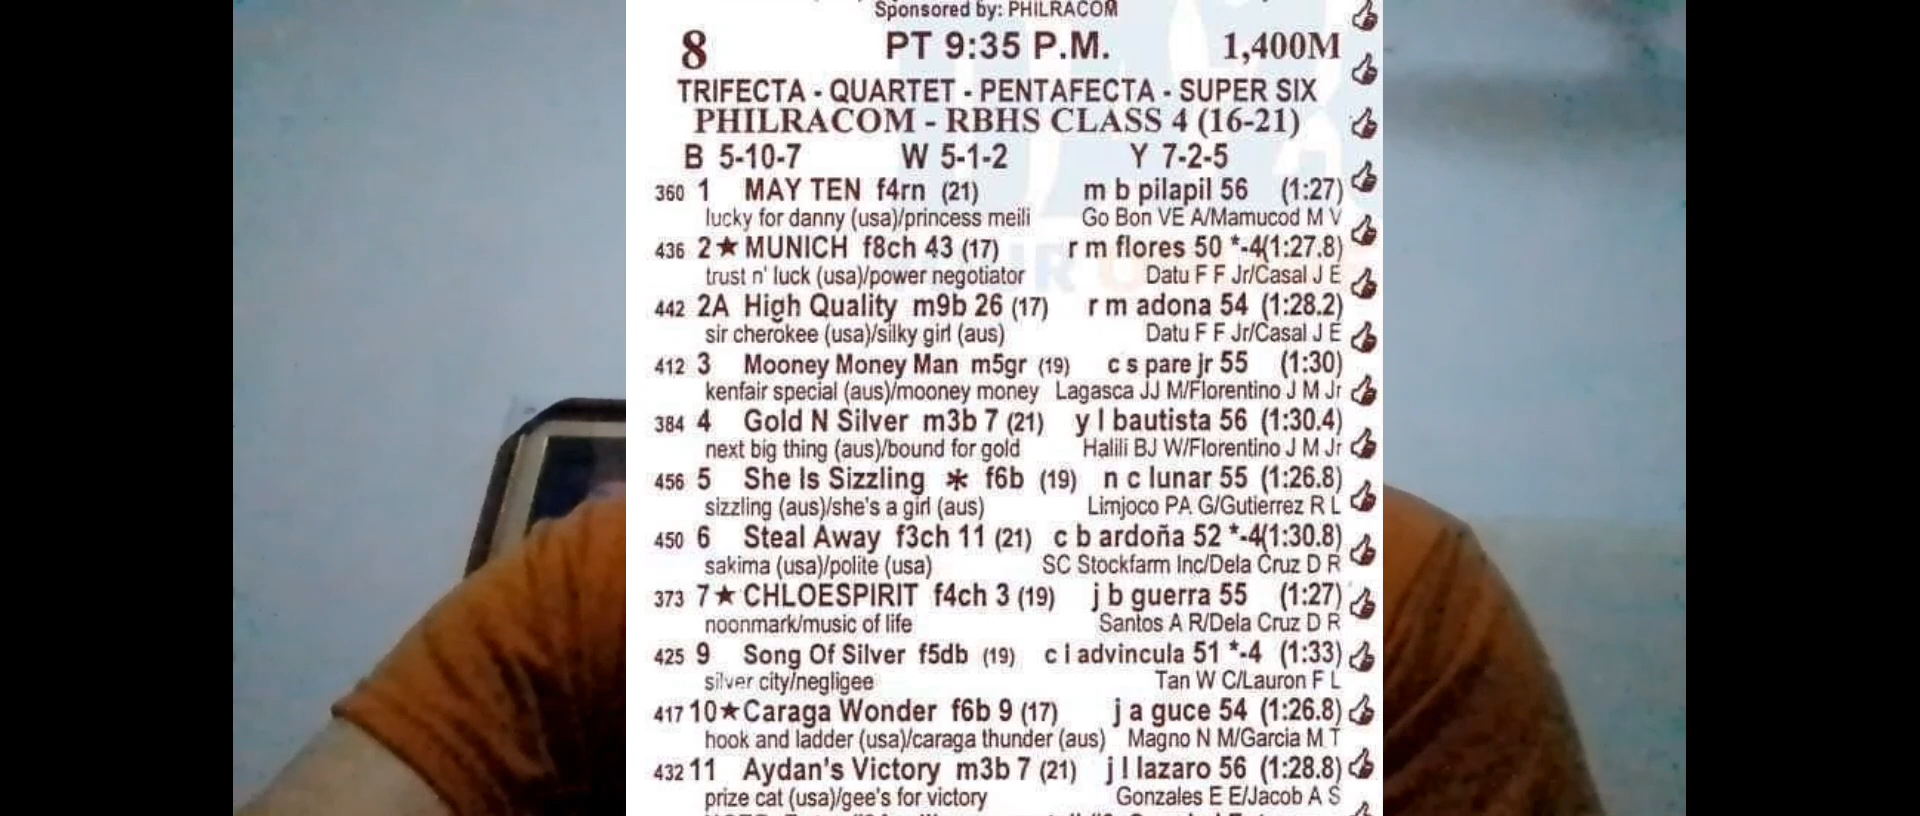 Sponsored by: PHILRACOM
8 PT 9:35 P.M. 1,400M
TRIFECTA - QUARTET - PENTAFECTA - SUPER SIX
PHILRACOM - RBHS CLASS 4 (16-21)
B 5-10-7 W 5-1-2 Y 7-2-5
360 1 MAY TEN f4rn (21) m b pilapil 56 (1:27)
lucky for danny (usa)/princess meili Go Bon VE A/Mamucod M V
436 2★ MUNICH f8ch 43 (17) r m flores 50 *-4(1:27.8)
trust n' luck (usa)/power negotiator Datu F F Jr/Casal J E
442 2A High Quality m9b 26 (17) r m adona 54 (1:28.2)
sir cherokee (usa)/silky girl (aus) Datu F F Jr/Casal J E
412 3 Mooney Money Man m5gr (19) c s pare jr 55 (1:30)
kenfair special (aus)/mooney money Lagasca JJ M/Florentino J M Jr
384 4 Gold N Silver m3b 7 (21) y l bautista 56 (1:30.4)
next big thing (aus)/bound for gold Halili BJ W/Florentino J M Jr
456 5 She Is Sizzling * f6b (19) n c lunar 55 (1:26.8)
sizzling (aus)/she's a girl (aus) Limjoco PA G/Gutierrez R L
450 6 Steal Away f3ch 11 (21) c b ardoña 52 *-4(1:30.8)
sakima (usa)/polite (usa) SC Stockfarm Inc/Dela Cruz D R
373 7★ CHLOESPIRIT f4ch 3 (19) j b guerra 55 (1:27)
noonmark/music of life Santos A R/Dela Cruz D R
425 9 Song Of Silver f5db (19) c l advincula 51 *-4 (1:33)
silver city/negligee Tan W C/Lauron F L
417 10★ Caraga Wonder f6b 9 (17) j a guce 54 (1:26.8)
hook and ladder (usa)/caraga thunder (aus) Magno N M/Garcia M T
432 11 Aydan's Victory m3b 7 (21) j l lazaro 56 (1:28.8)
prize cat (usa)/gee's for victory Gonzales E E/Jacob A S